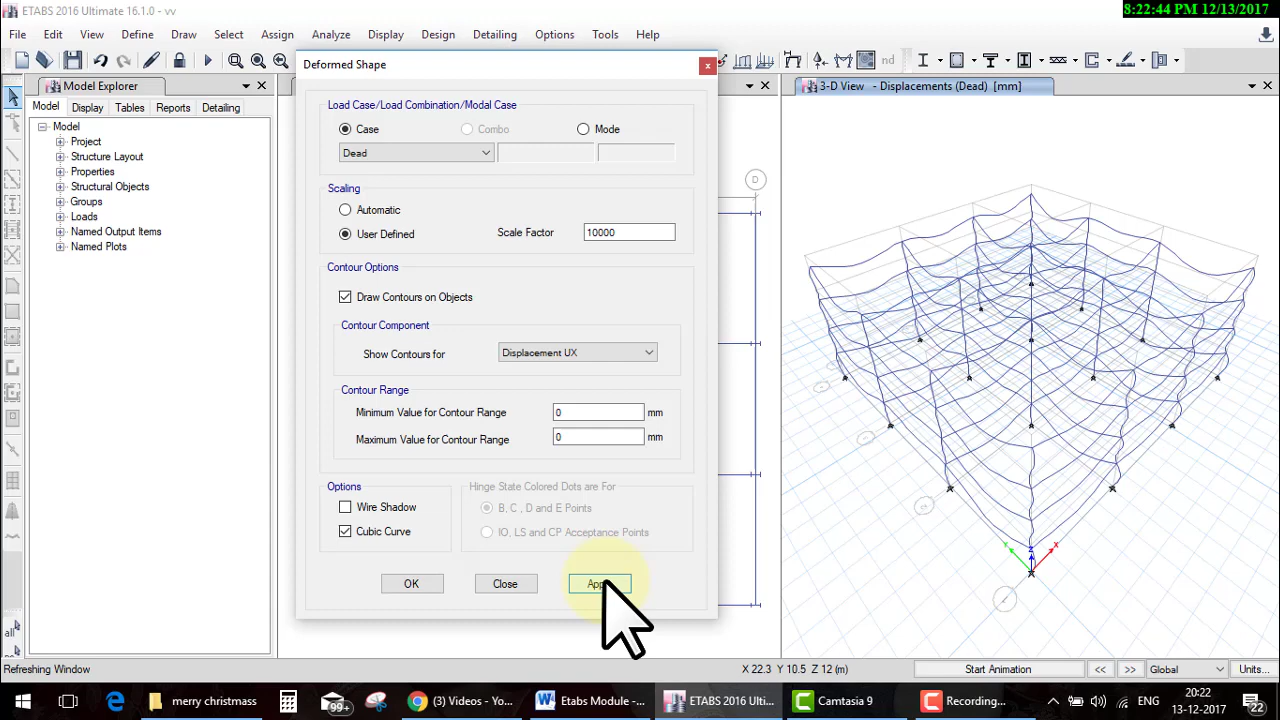 8:22:44 PM 12/13/2017
ETABS 2016 Ultimate 16.1.0 - vv
File Edit View Define Draw Select Assign Analyze Display Design Detailing Options Tools Help
nd
Model Explorer
Model Display Tables Reports Detailing
Model
Project
Structure Layout
Properties
Structural Objects
Groups
Loads
Named Output Items
Named Plots
all
Deformed Shape
x
Load Case/Load Combination/Modal Case
Case Combo Mode
Dead
Scaling
Automatic
User Defined Scale Factor 10000
Contour Options
Draw Contours on Objects
Contour Component
Show Contours for Displacement UX
Contour Range
Minimum Value for Contour Range 0 mm
Maximum Value for Contour Range 0 mm
Options
Wire Shadow
Cubic Curve
Hinge State Colored Dots are For
B, C , D and E Points
IO, LS and CP Acceptance Points
OK Close
D
3-D View - Displacements (Dead) [mm]
Y Z X
Refreshing Window X 22.3 Y 10.5 Z 12 (m) Start Animation << >> Global Units...
merry christmass 99+ (3) Videos - Yo... Etabs Module -... ETABS 2016 Ulti... Camtasia 9 Recording... ENG 20:22
13-12-2017 22